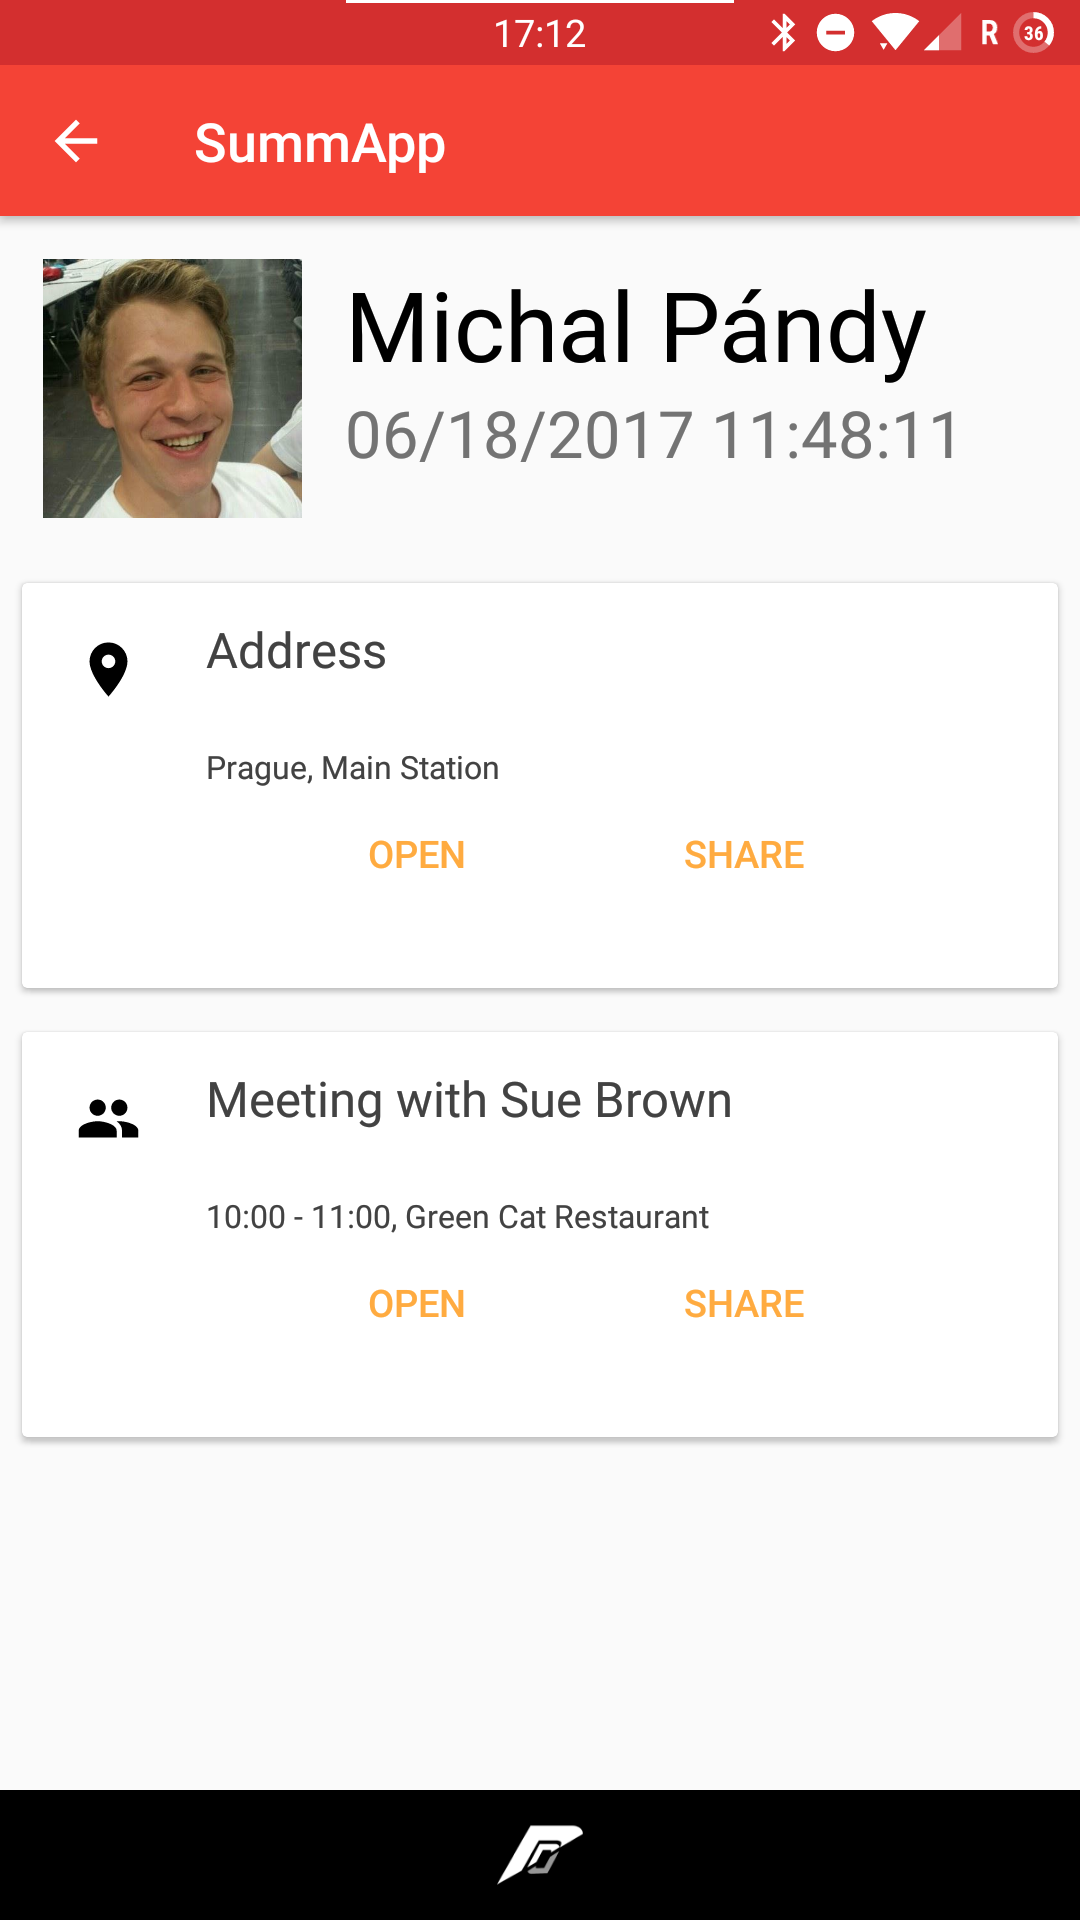 17:12
R
36
SummApp
Michal Pándy
06/18/2017 11:48:11
Address
Prague, Main Station
OPEN SHARE
Meeting with Sue Brown
10:00 - 11:00, Green Cat Restaurant
OPEN SHARE